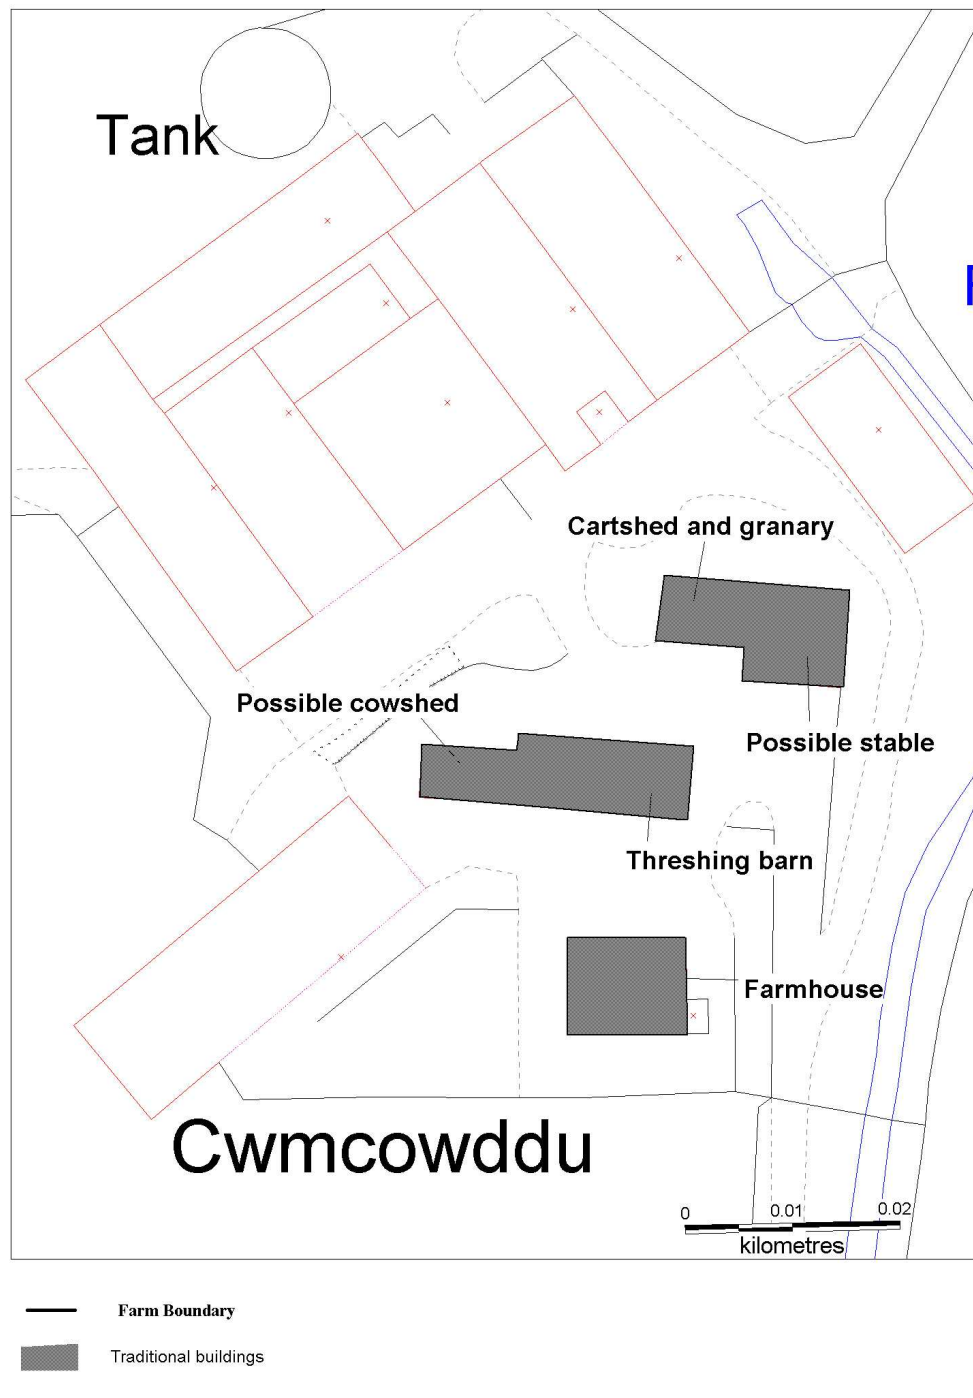 Tank
Cartshed and granary
Possible cowshed
Possible stable
Threshing barn
Farmhouse
Cwmcowddu
0 0.01 0.02
kilometres
Farm Boundary
Traditional buildings